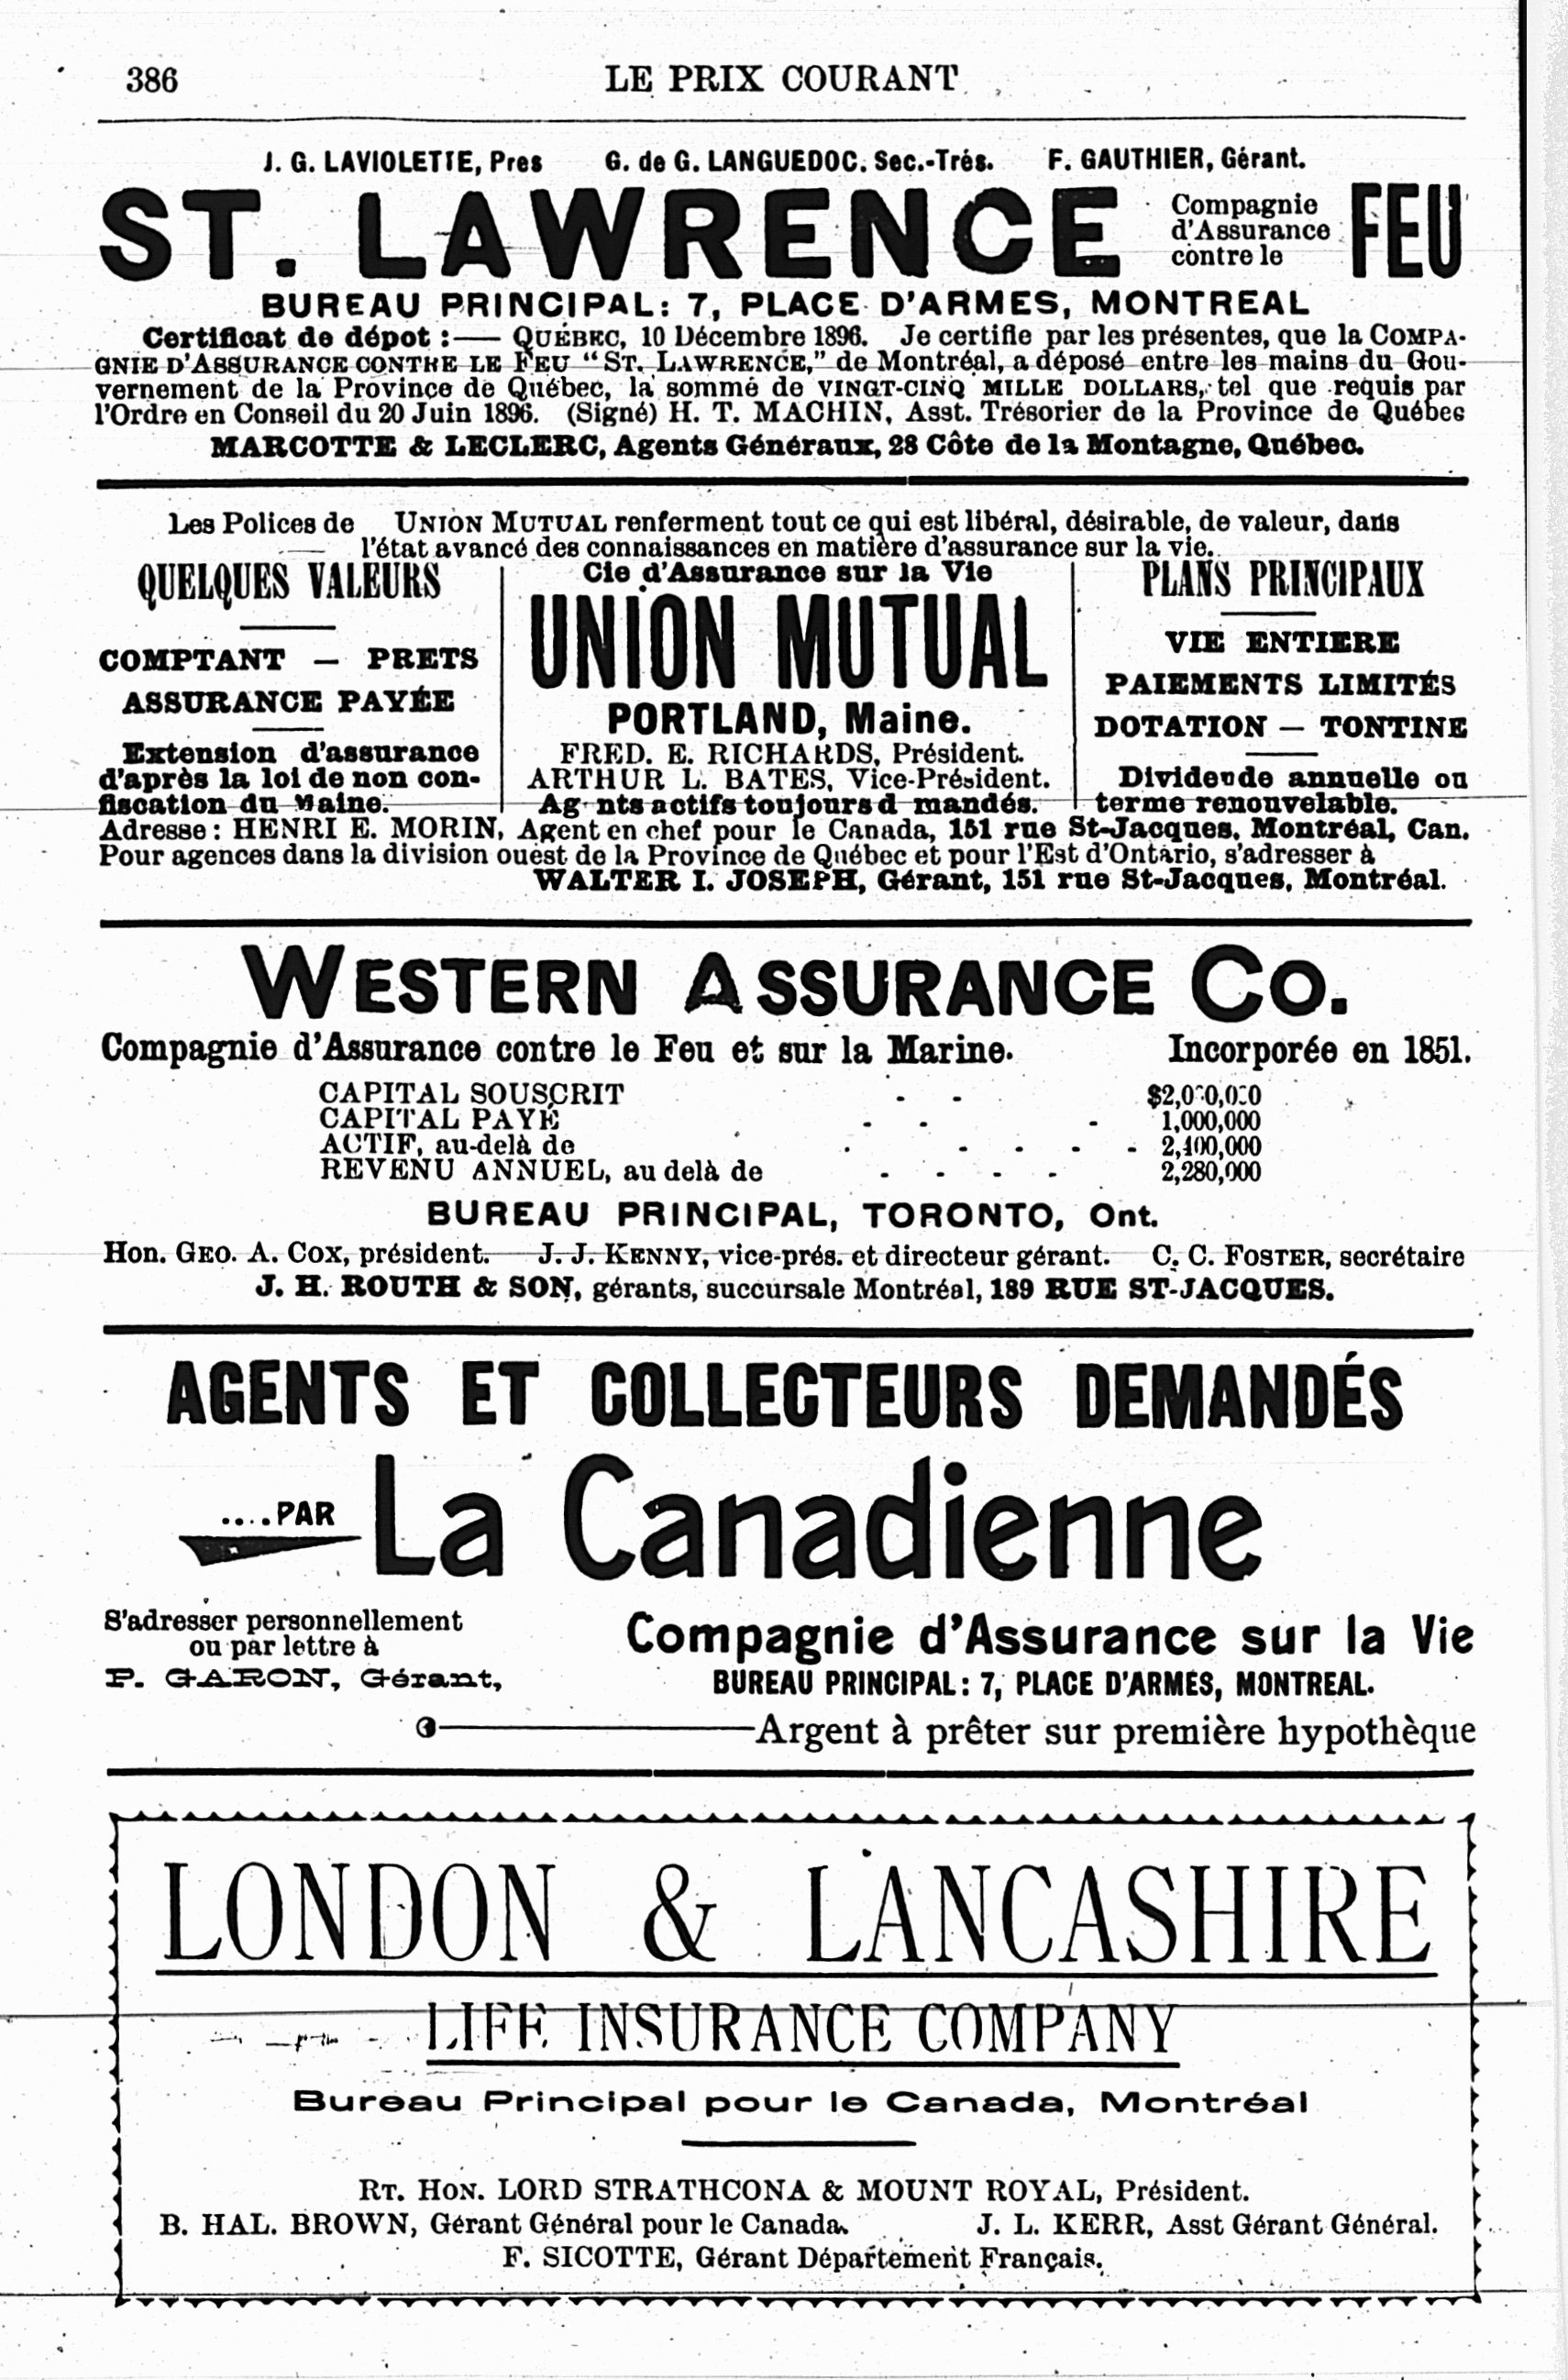 386
LE PRIX COURANT
J. G. LAVIOLETTE, Pres G. de G. LANGUEDOC. Sec.-Trés. F. GAUTHIER, Gérant.
ST. LAWRENCE
Compagnie
d'Assurance
contre le
FEU
BUREAU PRINCIPAL: 7, PLACE D'ARMES, MONTREAL
Certificat de dépot :— QUÉBEC, 10 Décembre 1896. Je certifie par les présentes, que la COMPA-
GNIE D'ASSURANCE CONTRE LE FEU "ST. LAWRENCE," de Montréal, a déposé entre les mains du Gou-
vernement de la Province de Québec, la somme de VINGT-CINQ MILLE DOLLARS, tel que requis par
l'Ordre en Conseil du 20 Juin 1896. (Signé) H. T. MACHIN, Asst. Trésorier de la Province de Québec
MARCOTTE & LECLERC, Agents Généraux, 28 Côte de la Montagne, Québec.
Les Polices de UNION MUTUAL renferment tout ce qui est libéral, désirable, de valeur, dans
l'état avancé des connaissances en matière d'assurance sur la vie.
QUELQUES VALEURS
COMPTANT — PRETS
ASSURANCE PAYÉE
Extension d'assurance
d'après la loi de non con-
fiscation du Maine.
Cie d'Assurance sur la Vie
UNION MUTUAL
PORTLAND, Maine.
FRED. E. RICHARDS, Président.
ARTHUR L. BATES, Vice-Président.
Ag nts actifs toujours d mandés.
PLANS PRINCIPAUX
VIE ENTIERE
PAIEMENTS LIMITÉS
DOTATION — TONTINE
Dividende annuelle ou
terme renouvelable.
Adresse: HENRI E. MORIN, Agent en chef pour le Canada, 151 rue St-Jacques, Montréal, Can.
Pour agences dans la division ouest de la Province de Québec et pour l'Est d'Ontario, s'adresser à
WALTER I. JOSEPH, Gérant, 151 rue St-Jacques, Montréal.
WESTERN ASSURANCE CO.
Compagnie d'Assurance contre le Feu et sur la Marine. Incorporée en 1851.
CAPITAL SOUSCRIT - -
CAPITAL PAYÉ - - - 1,000,000
ACTIF, au-delà de - - - - 2,400,000
REVENU ANNUEL, au delà de - - - - 2,280,000
BUREAU PRINCIPAL, TORONTO, Ont.
Hon. GEO. A. COX, président. J. J. KENNY, vice-prés. et directeur gérant. C. C. FOSTER, secrétaire
J. H. ROUTH & SON, gérants, succursale Montréal, 189 RUE ST-JACQUES.
AGENTS ET COLLECTEURS DEMANDÉS
....PAR La Canadienne
S'adresser personnellement
ou par lettre à
P. GARON, Gérant,
Compagnie d'Assurance sur la Vie
BUREAU PRINCIPAL: 7, PLACE D'ARMES, MONTREAL.
Argent à prêter sur première hypothèque
LONDON & LANCASHIRE
LIFE INSURANCE COMPANY
Bureau Principal pour le Canada, Montréal
RT. HON. LORD STRATHCONA & MOUNT ROYAL, Président.
B. HAL. BROWN, Gérant Général pour le Canada. J. L. KERR, Asst Gérant Général.
F. SICOTTE, Gérant Département Français.